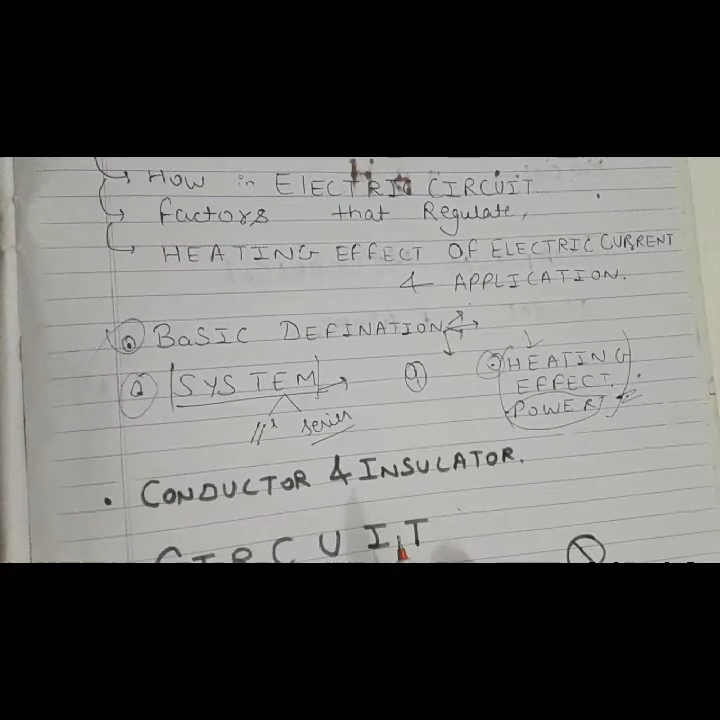 How in ELECTRIC CIRCUIT
factors that Regulate,
HEATING EFFECT OF ELECTRIC CURRENT
& APPLICATION.
BASIC DEFINATION
SYSTEM
HEATING
EFFECT
POWER
series
CONDUCTOR & INSULATOR.
CIRCUIT